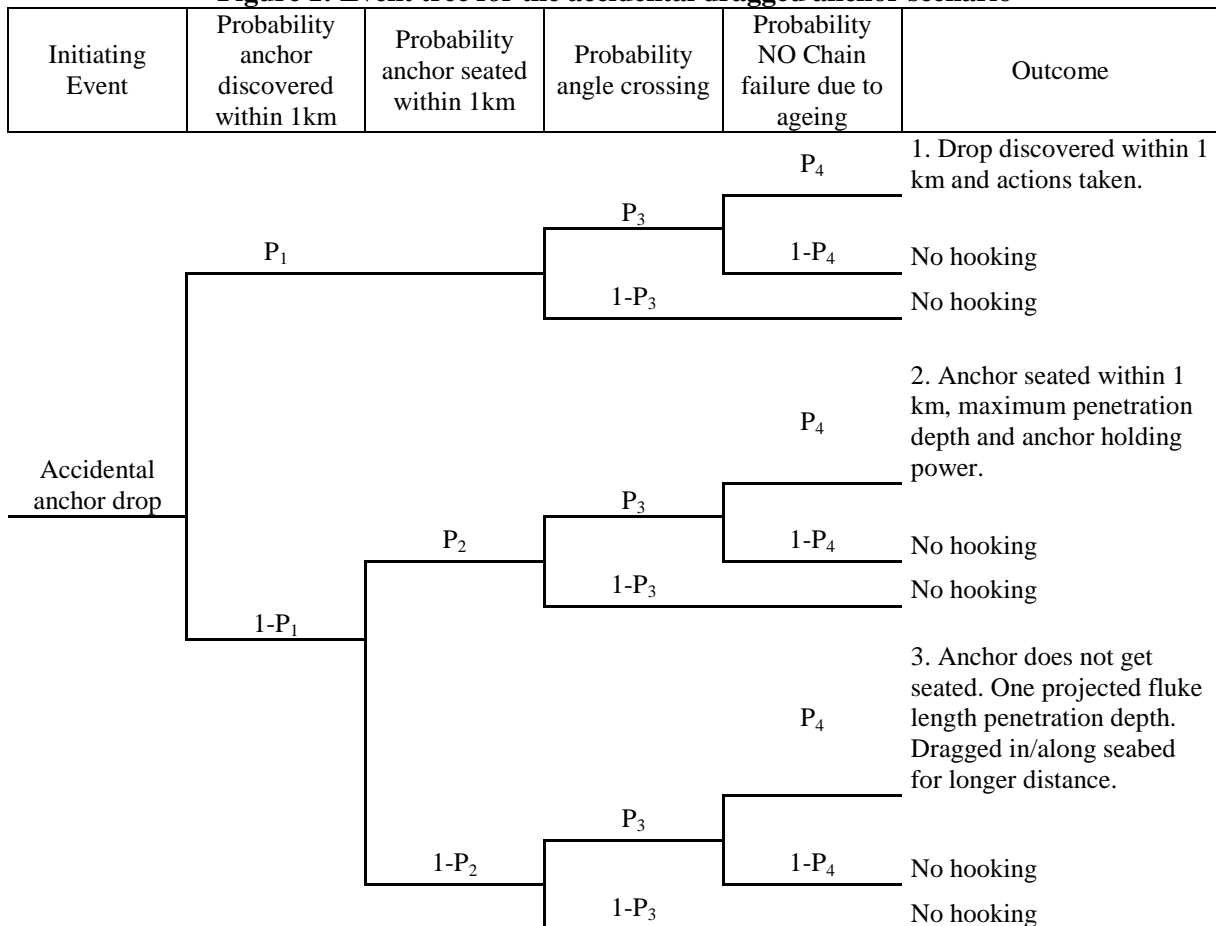 Figure Event tree for the accidental dragged anchor scenario
Initiating
Event
Probability
anchor
discovered
within 1km
Probability
anchor seated
within 1km
Probability
angle crossing
Probability
NO Chain
failure due to
ageing
Outcome
P₄
1. Drop discovered within 1
km and actions taken.
P₃
P₁
1-P₄
No hooking
1-P₃
No hooking
2. Anchor seated within 1
km, maximum penetration
depth and anchor holding
power.
P₄
Accidental
anchor drop
P₃
P₂
1-P₄
No hooking
1-P₃
No hooking
1-P₁
3. Anchor does not get
seated. One projected fluke
length penetration depth.
Dragged in/along seabed
for longer distance.
P₄
P₃
1-P₂
1-P₄
No hooking
1-P₃
No hooking